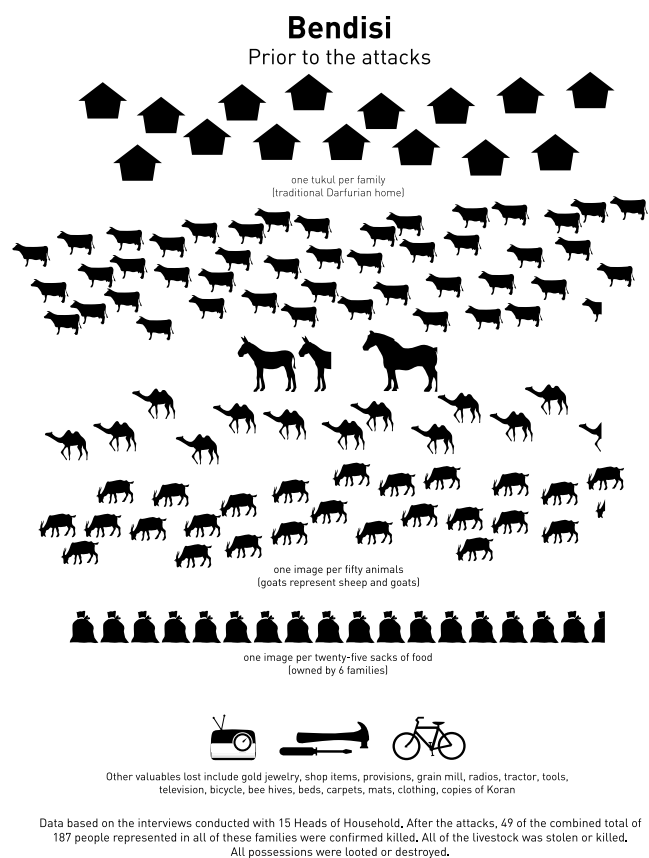 Bendisi
Prior to the attacks
one tukul per family
(traditional Darfurian home)
one image per fifty animals
(goats represent sheep and goats)
one image per twenty-five sacks of food
(owned by 6 families)
Other valuables lost include gold jewelry, shop items, provisions, grain mill, radios, tractor, tools,
television, bicycle, bee hives, beds, carpets, mats, clothing, copies of Koran
Data based on the interviews conducted with 15 Heads of Household. After the attacks, 49 of the combined total of
187 people represented in all of these families were confirmed killed. All of the livestock was stolen or killed.
All possessions were looted or destroyed.